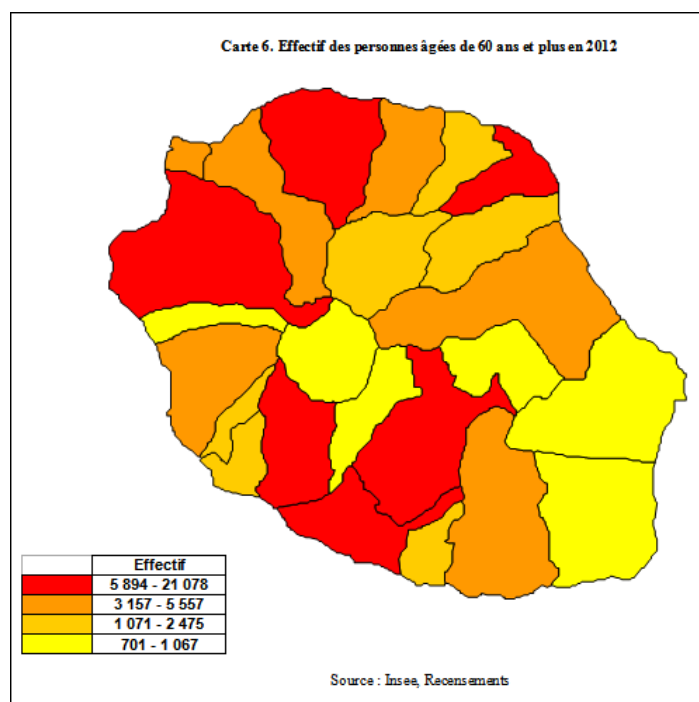 Carte 6. Effectif des personnes âgées de 60 ans et plus en 2012
Effectif
5 894 - 21 078
3 157 - 5 557
1 071 - 2 475
701 - 1 067
Source : Insee, Recensements